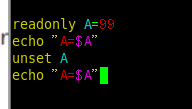 readonly A=99
echo "A=$A"
unset A
echo "A=$A"